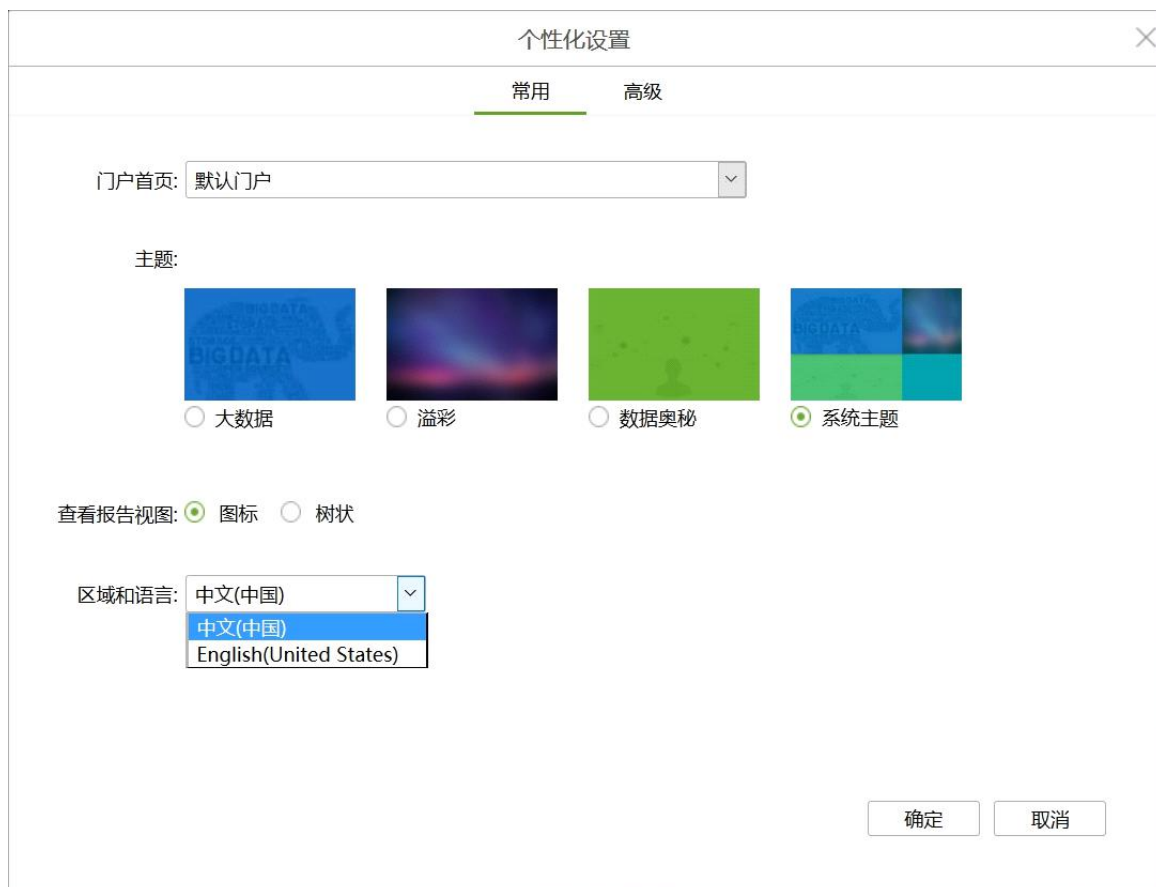 个性化设置
常用 高级
门户首页: 默认门户
主题:
BIGDATA
BIGDATA
BIGDATA
大数据 溢彩 数据奥秘 系统主题
查看报告视图: 图标 树状
区域和语言: 中文(中国)
中文(中国)
English(United States)
确定 取消